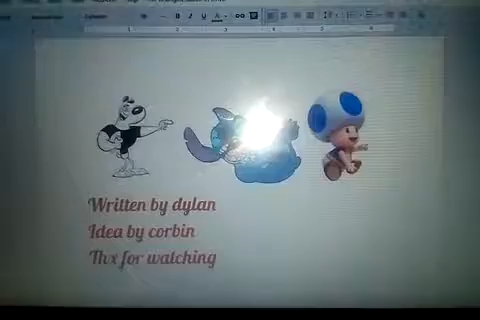 Written by dylan
Idea by corbin
Thx for watching